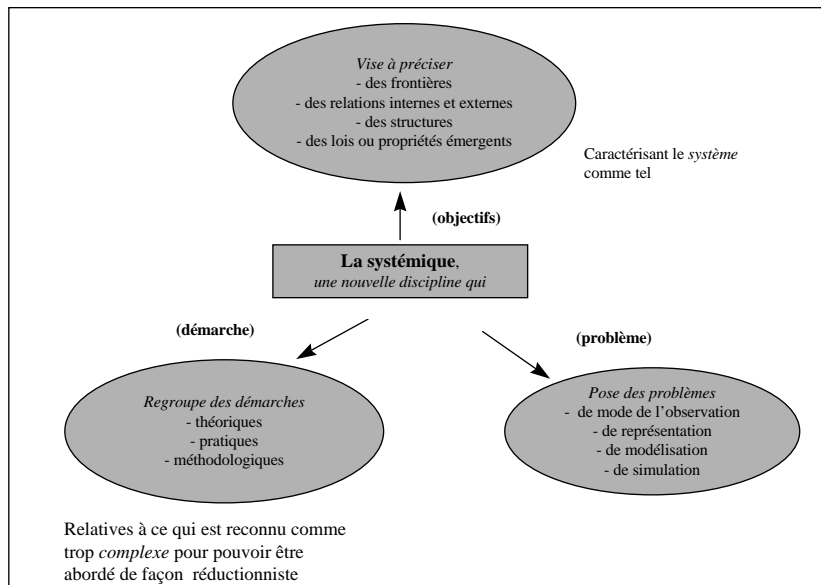 Vise à préciser
- des frontières
- des relations internes et externes
- des structures
- des lois ou propriétés émergents
Caractérisant le système
comme tel
(objectifs)
La systémique,
une nouvelle discipline qui
(démarche)
(problème)
Regroupe des démarches
- théoriques
- pratiques
- méthodologiques
Pose des problèmes
- de mode de l'observation
- de représentation
- de modélisation
- de simulation
Relatives à ce qui est reconnu comme
trop complexe pour pouvoir être
abordé de façon réductionniste